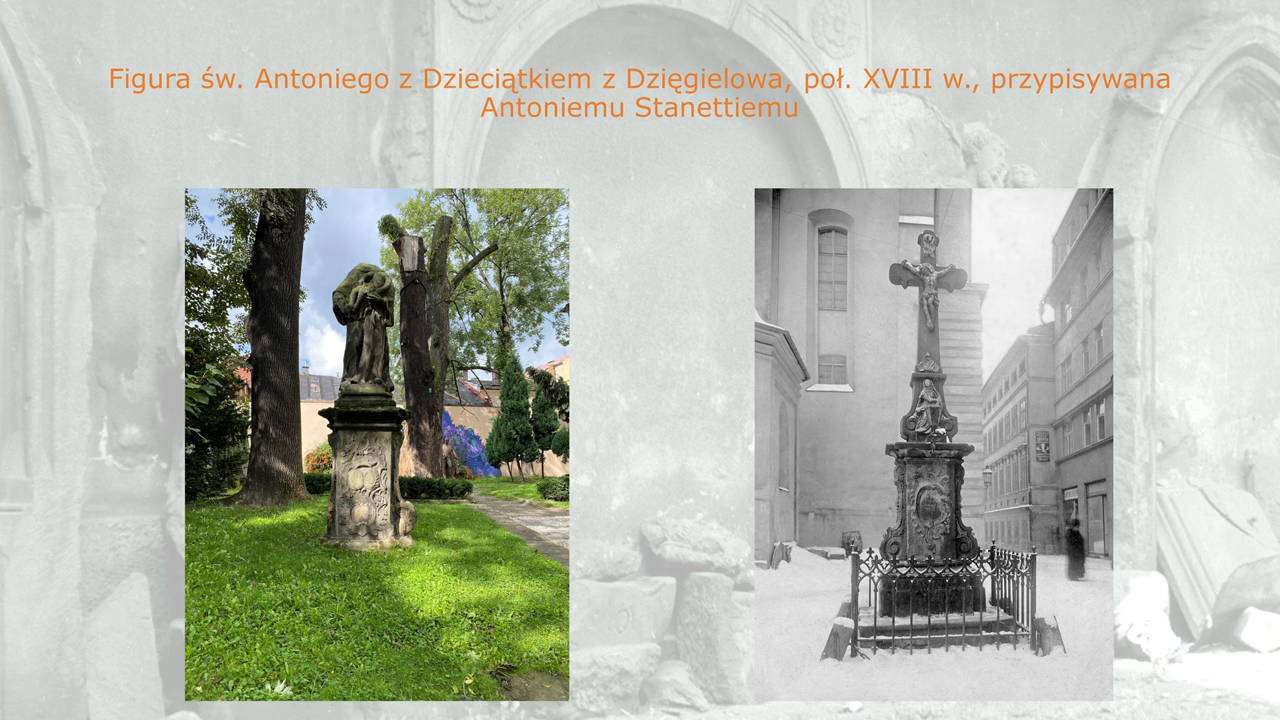 Figura św. Antoniego z Dzieciątkiem z Dzięgielowa, poł. XVIII w., przypisywana
Antoniemu Stanettiemu